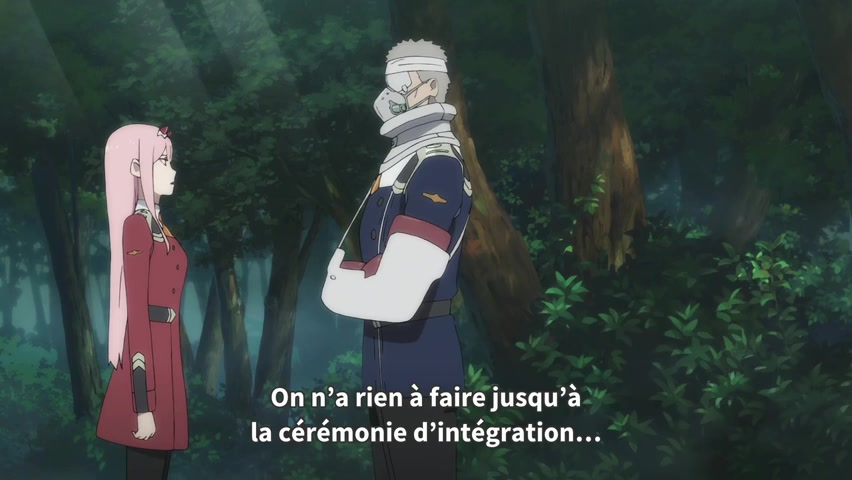 On n’a rien à faire jusqu’à
la cérémonie d’intégration…